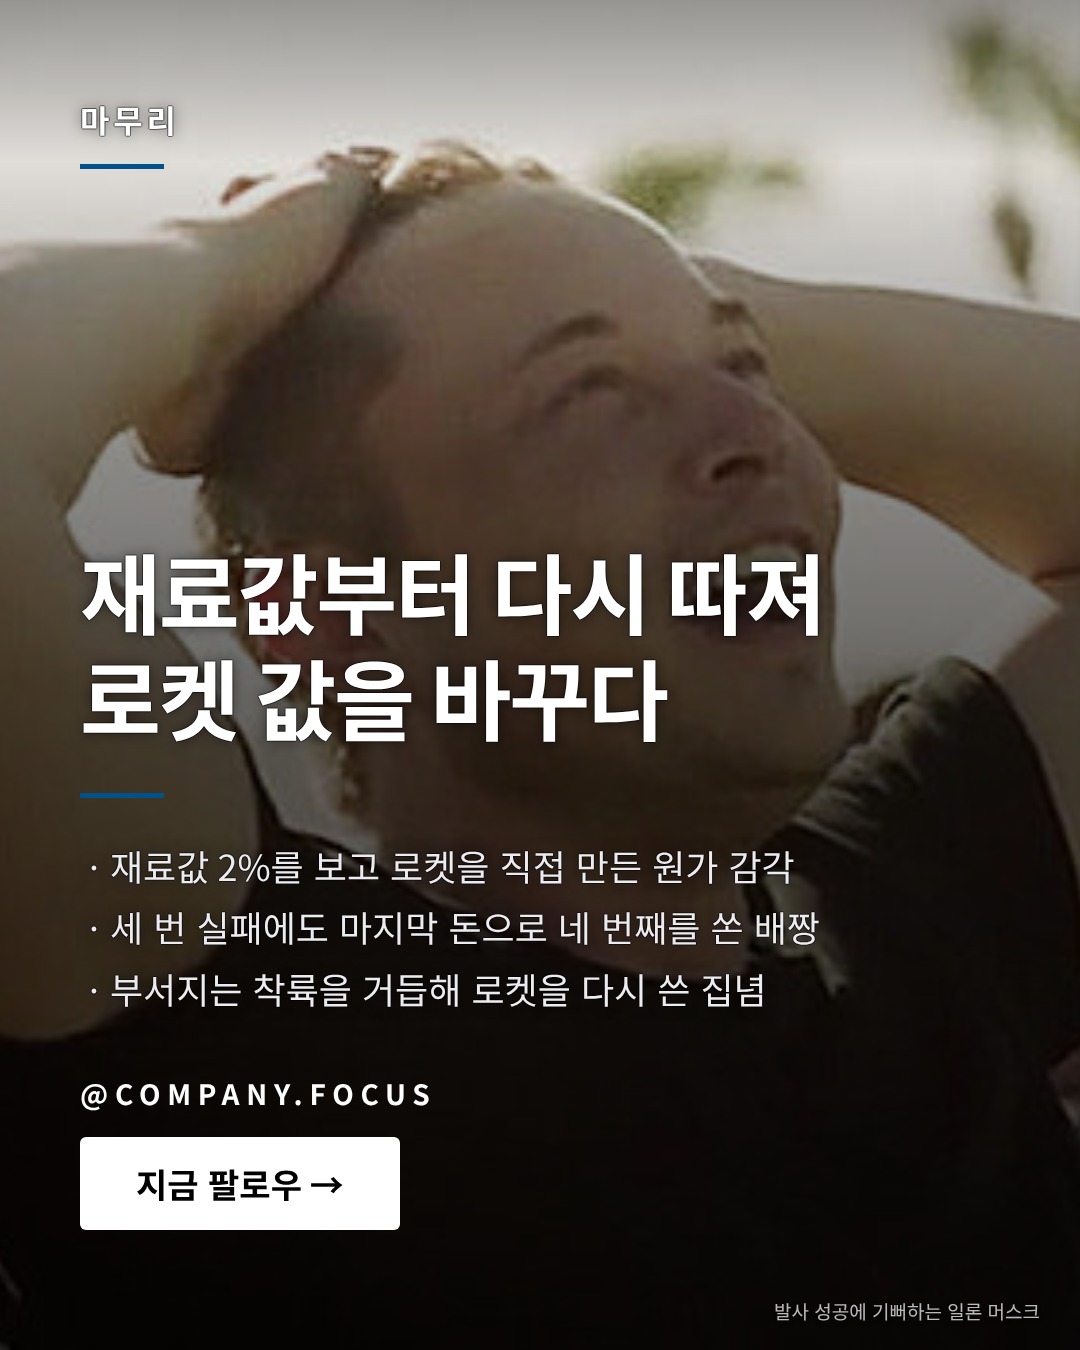 마무리
재료값부터 다시 따져
로켓 값을 바꾸다
· 재료값 2%를 보고 로켓을 직접 만든 원가 감각
· 세 번 실패에도 마지막 돈으로 네 번째를 쏜 배짱
· 부서지는 착륙을 거듭해 로켓을 다시 쓴 집념
@COMPANY.FOCUS
지금 팔로우 →
발사 성공에 기뻐하는 일론 머스크